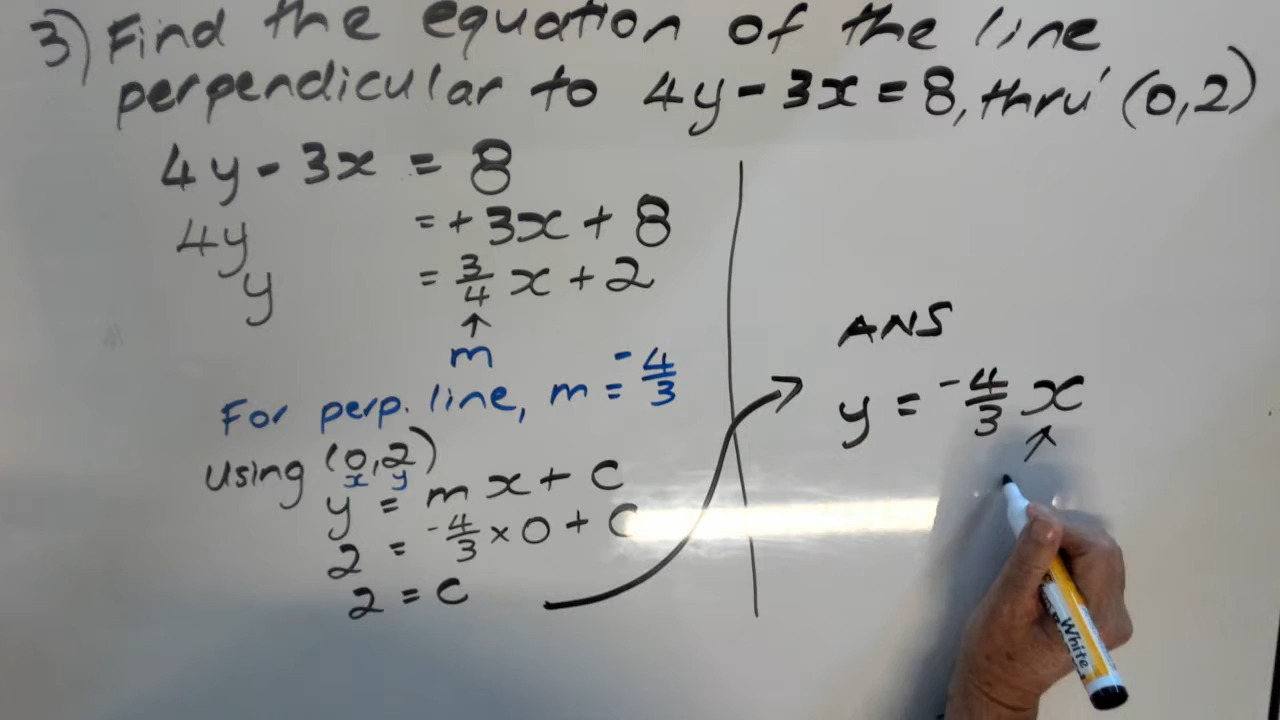 3) Find the equation of the line
perpendicular to 4y - 3x = 8, thru' (0,2)
4y - 3x = 8
4y = +3x + 8
y = 3/4 x + 2
↑
m
For perp. line, m = -4/3
using (0,2)
x y
y = mx + c
2 = -4/3 × 0 + C
2 = C
ANS
y = -4/3 x
↑
White